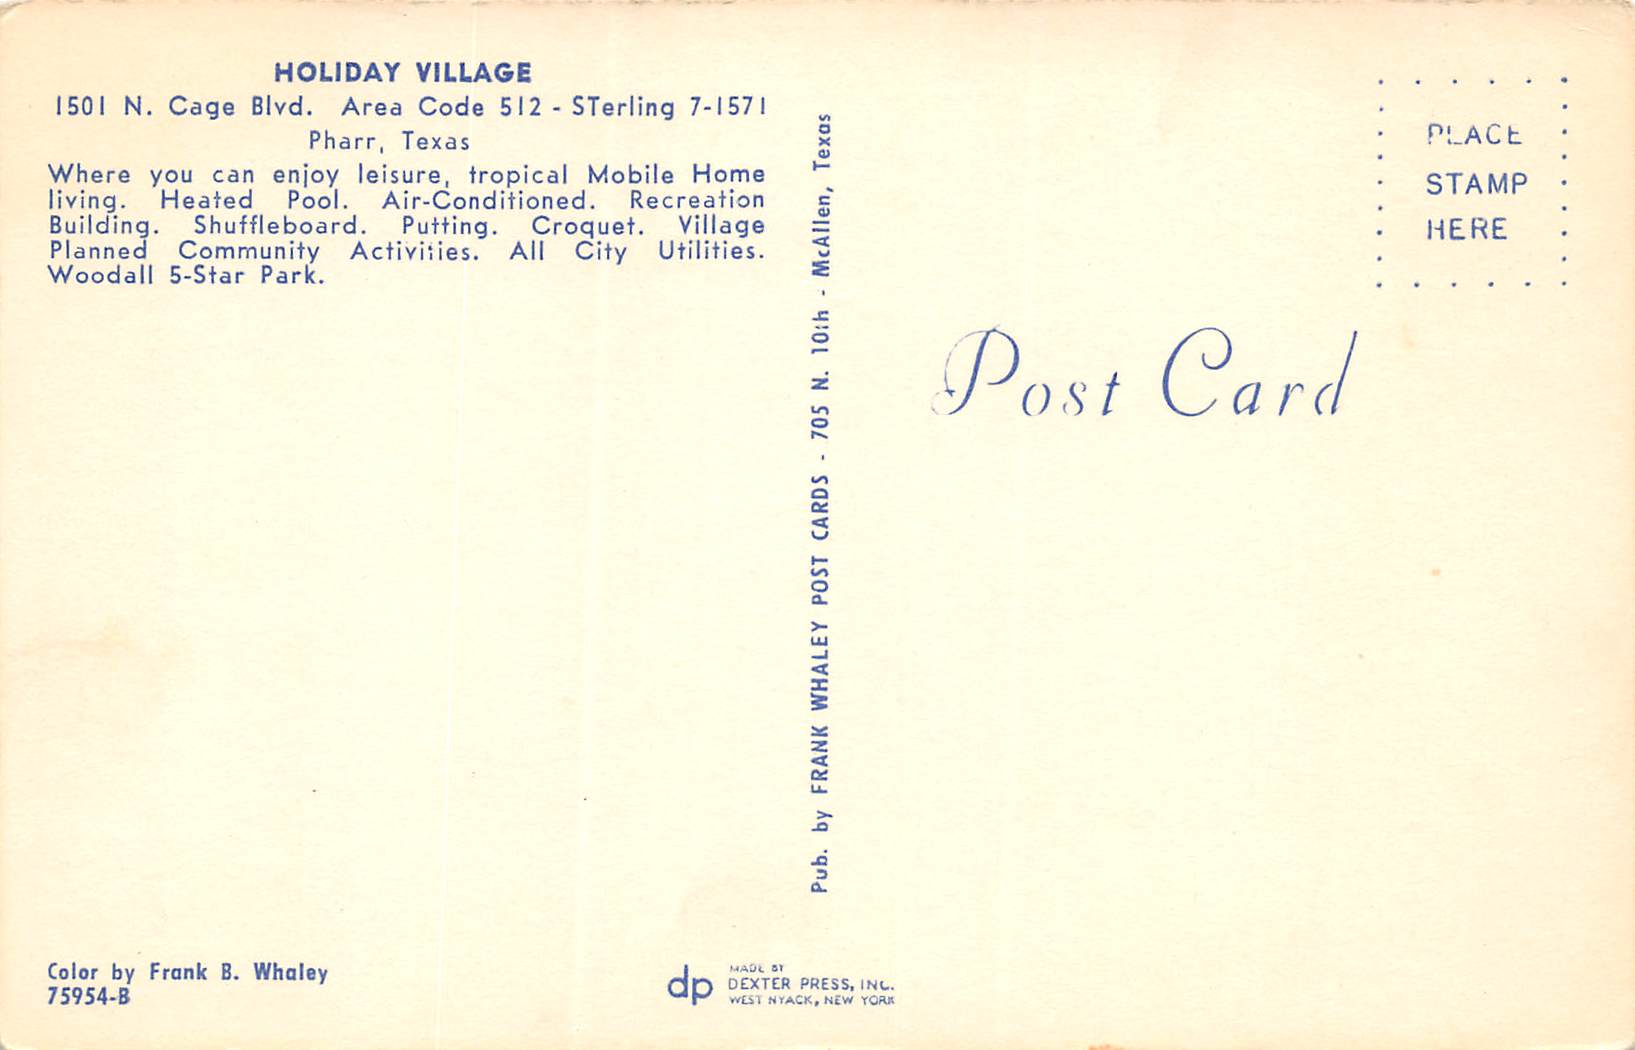 HOLIDAY VILLAGE
1501 N. Cage Blvd. Area Code 512 - STerling 7-1571
Pharr, Texas
Where you can enjoy leisure, tropical Mobile Home
living. Heated Pool. Air-Conditioned. Recreation
Building. Shuffleboard. Putting. Croquet. Village
Planned Community Activities. All City Utilities.
Woodall 5-Star Park.
Color by Frank B. Whaley
75954-B
Pub. by FRANK WHALEY POST CARDS - 705 N. 10th - McAllen, Texas
dp
MADE BY
DEXTER PRESS, INC.
WEST NYACK, NEW YORK
PLACE
STAMP
HERE
Post Card